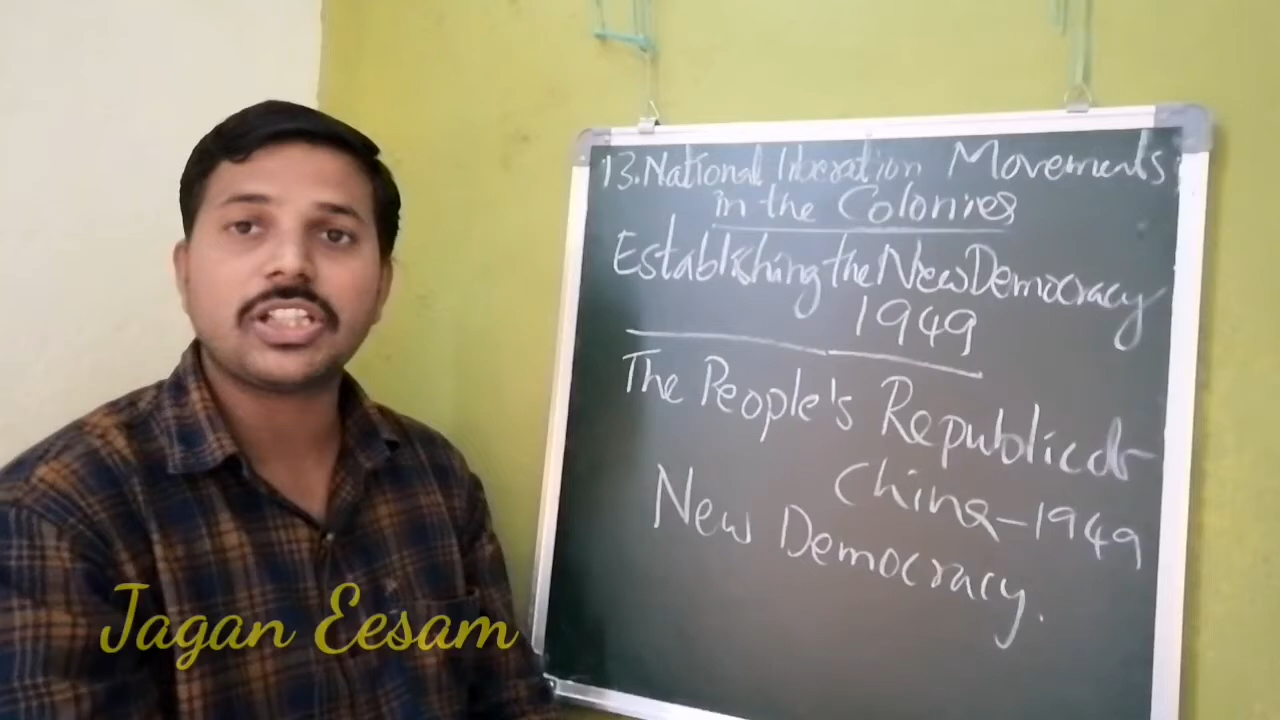 13. National liberation Movements
in the Colonies
Establishing the New Democracy
1949
The People's Republic of
China-1949
New Democracy.
Jagan Eesam